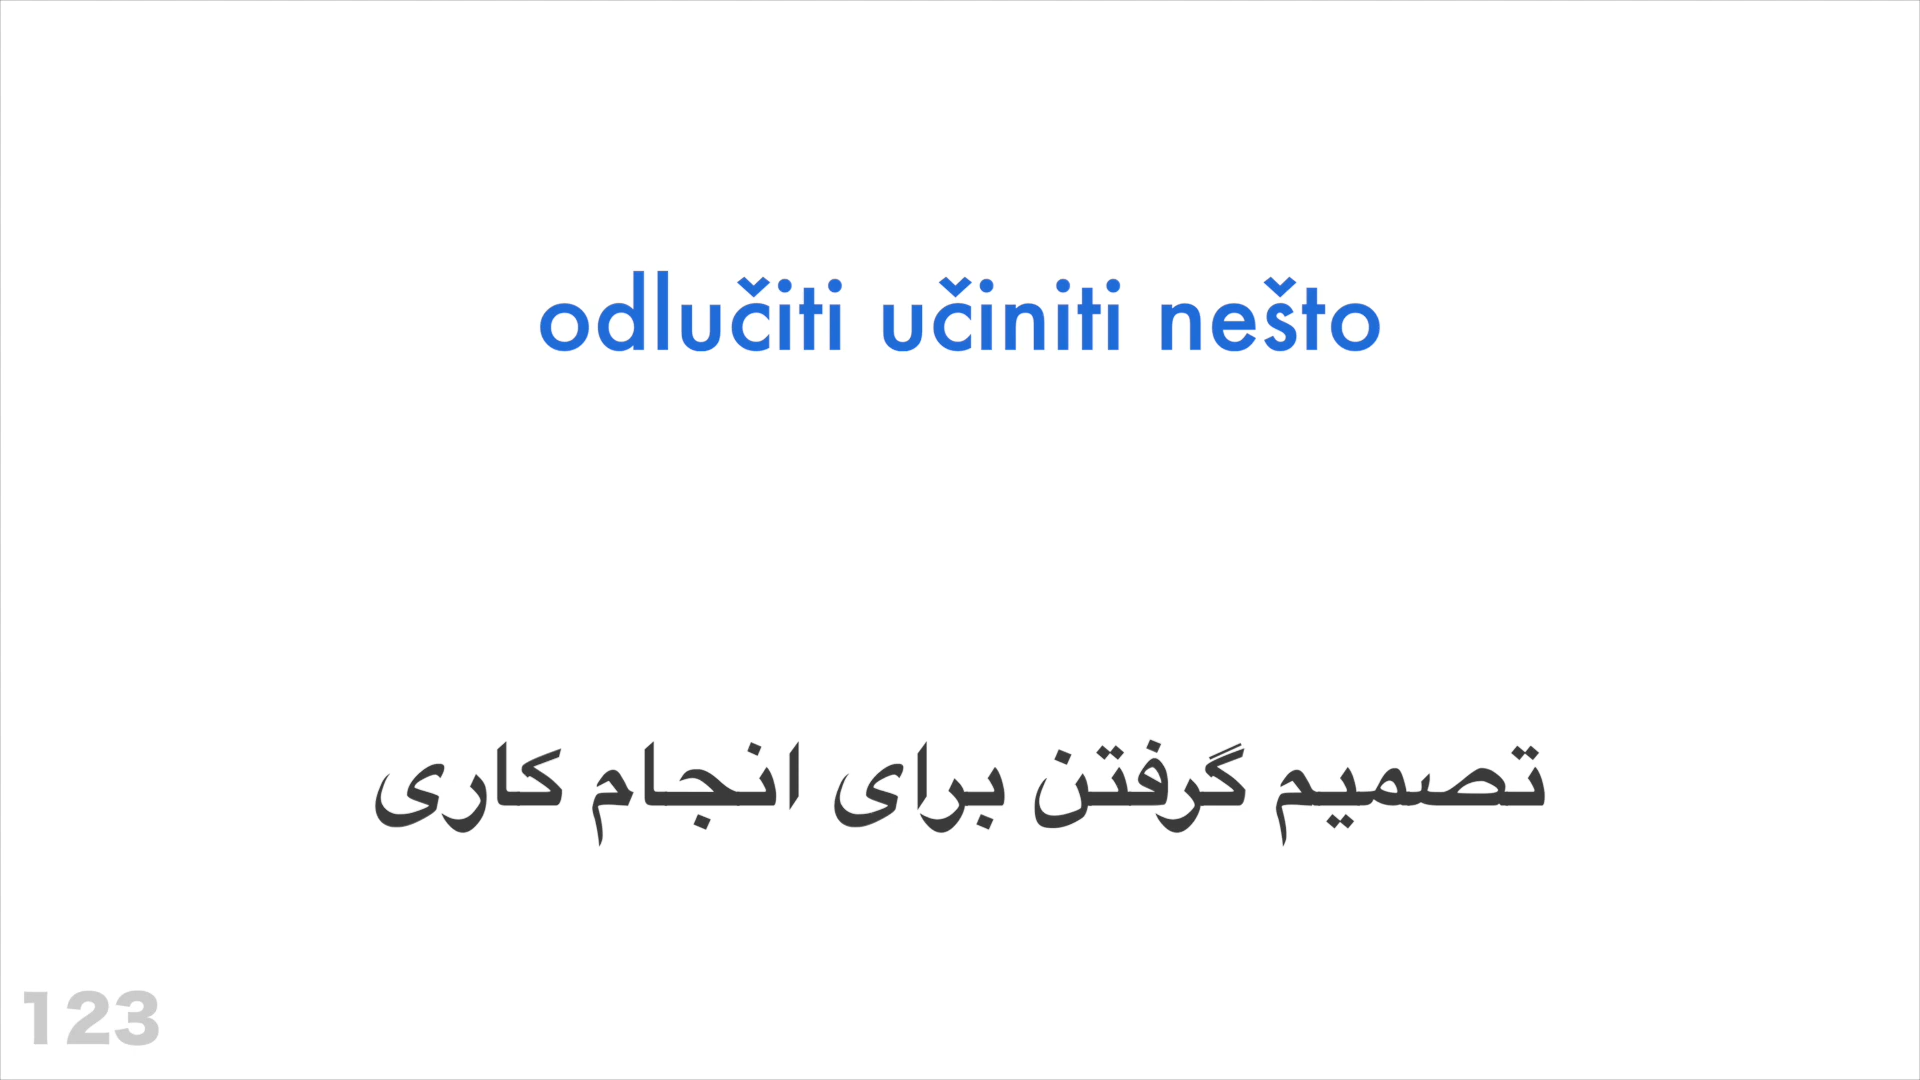 odlučiti učiniti nešto
تصمیم گرفتن برای انجام کاری
123